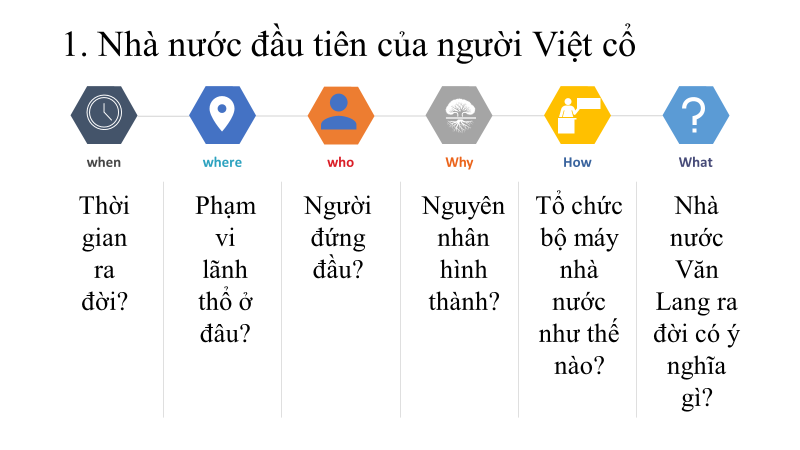 1. Nhà nước đầu tiên của người Việt cổ
when
where
who
Why
How
What
Thời
gian
ra
đời?
Phạm
vi
lãnh
thổ ở
đâu?
Người
đứng
đầu?
Nguyên
nhân
hình
thành?
Tổ chức
bộ máy
nhà
nước
như thế
nào?
Nhà
nước
Văn
Lang ra
đời có ý
nghĩa
gì?